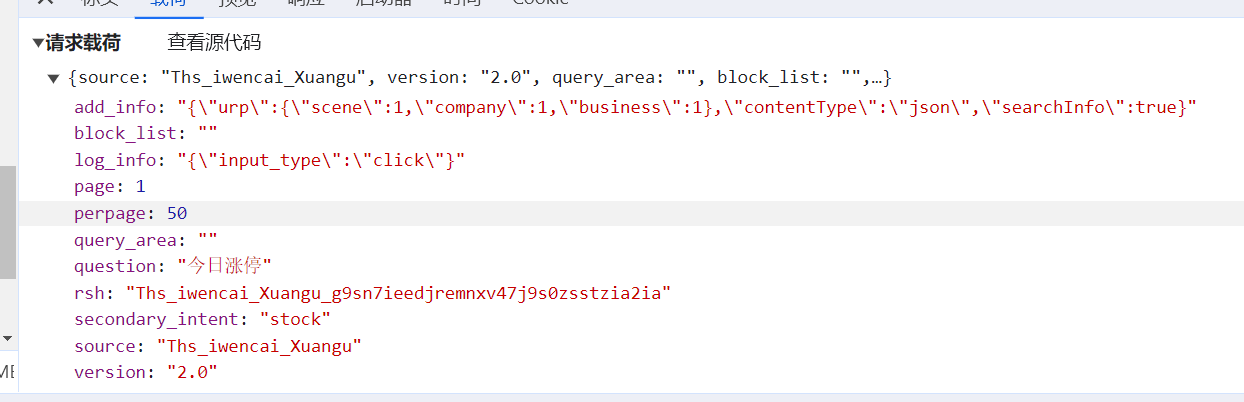 标头 载荷 预览 响应 启动器 时间 Cookie
请求载荷 查看源代码
{source: "Ths_iwencai_Xuangu", version: "2.0", query_area: "", block_list: "",…}
add_info: "{\"urp\":{\"scene\":1,\"company\":1,\"business\":1},\"contentType\":\"json\",\"searchInfo\":true}"
block_list: ""
log_info: "{\"input_type\":\"click\"}"
page: 1
perpage: 50
query_area: ""
question: "今日涨停"
rsh: "Ths_iwencai_Xuangu_g9sn7ieedjremnxv47j9s0zsstzia2ia"
secondary_intent: "stock"
source: "Ths_iwencai_Xuangu"
version: "2.0"